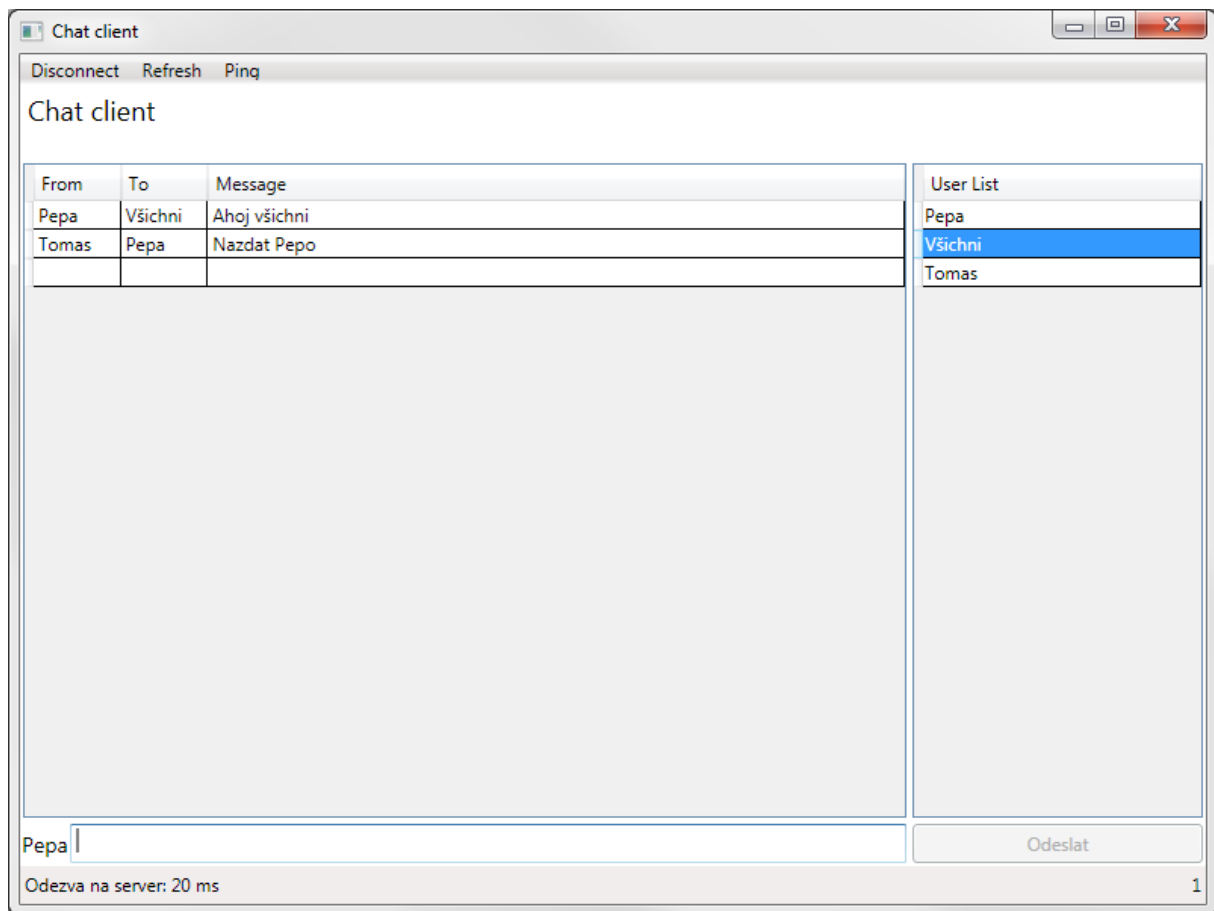 Chat client
Disconnect Refresh Ping
Chat client
From To Message User List
Pepa Všichni Ahoj všichni Pepa
Tomas Pepa Nazdat Pepo Všichni
Tomas
Pepa Odeslat
Odezva na server: 20 ms 1